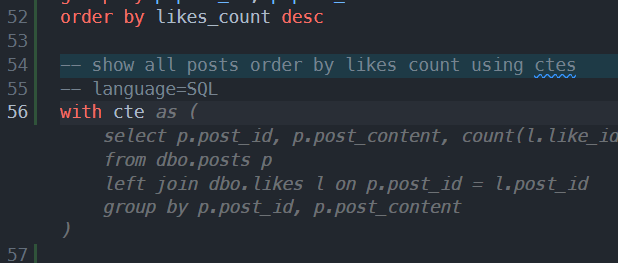 52 order by likes_count desc
53
54 -- show all posts order by likes count using ctes
55 -- language=SQL
56 with cte as (
select p.post_id, p.post_content, count(l.like_id
from dbo.posts p
left join dbo.likes l on p.post_id = l.post_id
group by p.post_id, p.post_content
)
57